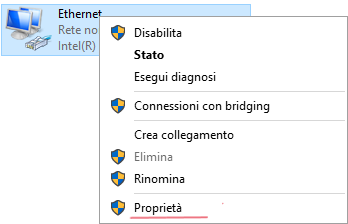 Ethernet
Rete no
Intel(R)
Disabilita
Stato
Esegui diagnosi
Connessioni con bridging
Crea collegamento
Elimina
Rinomina
Proprietà